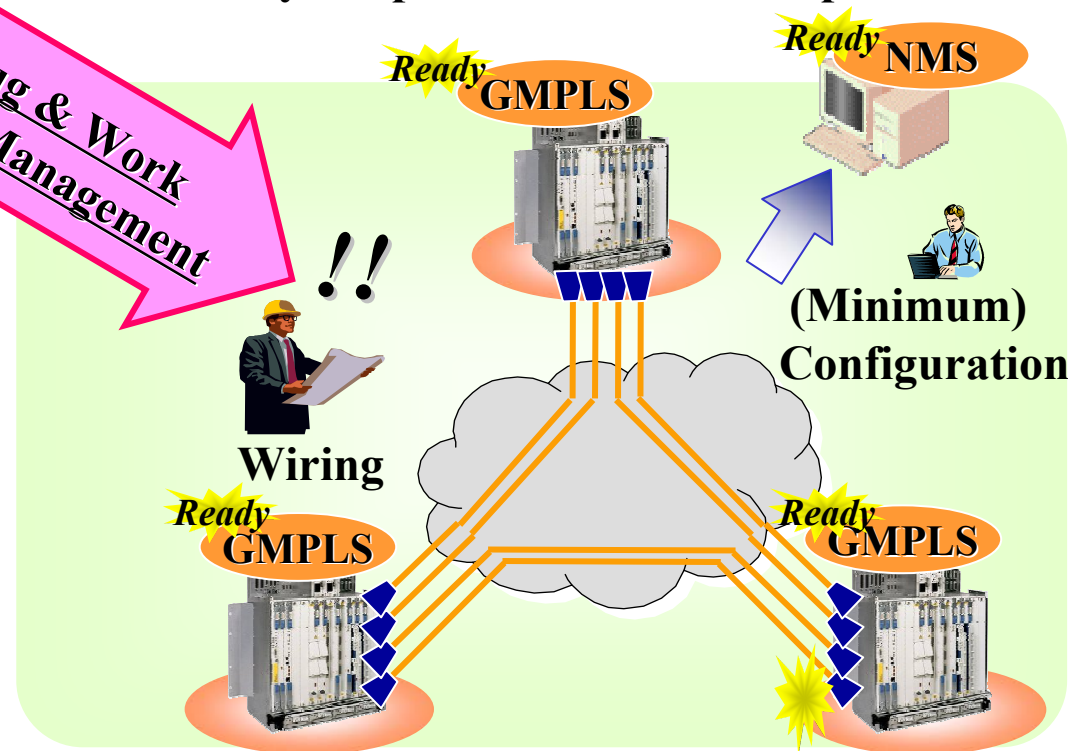 Ready
NMS
Ready
GMPLS
& Work
Management
!!
(Minimum)
Configuration
Wiring
Ready
GMPLS
Ready
GMPLS